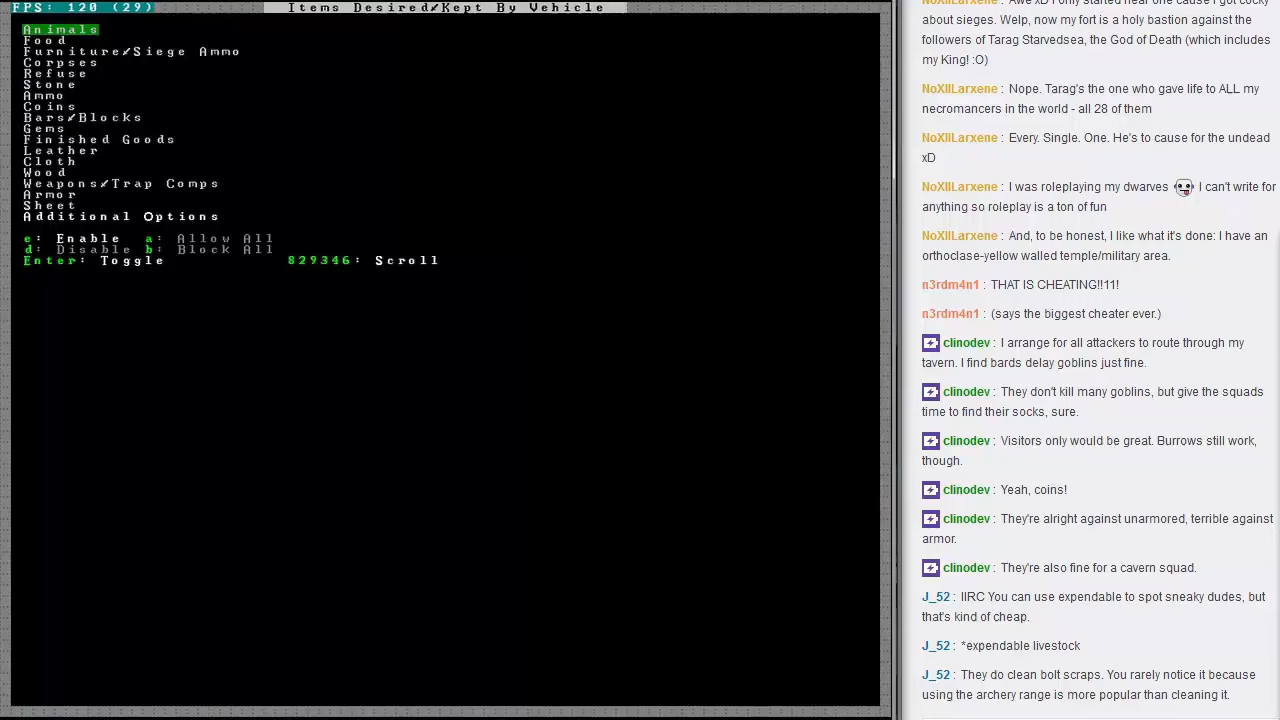 FPS: 120 (29)
Items Desired/Kept By Vehicle
Animals
Food
Furniture/Siege Ammo
Corpses
Refuse
Stone
Ammo
Coins
Bars/Blocks
Gems
Finished Goods
Leather
Cloth
Wood
Weapons/Trap Comps
Armor
Sheet
Additional Options
e: Enable a: Allow All
d: Disable b: Block All
Enter: Toggle 829346: Scroll
NoXIILarxene : Awe xD I only started near one cause I got cocky
about sieges. Welp, now my fort is a holy bastion against the
followers of Tarag Starvedsea, the God of Death (which includes
my King! :O)
NoXIILarxene : Nope. Tarag's the one who gave life to ALL my
necromancers in the world - all 28 of them
NoXIILarxene : Every. Single. One. He's to cause for the undead
xD
NoXIILarxene : I was roleplaying my dwarves I can't write for
anything so roleplay is a ton of fun
NoXIILarxene : And, to be honest, I like what it's done: I have an
orthoclase-yellow walled temple/military area.
n3rdm4n1 : THAT IS CHEATING!!11!
n3rdm4n1 : (says the biggest cheater ever.)
clinodev : I arrange for all attackers to route through my
tavern. I find bards delay goblins just fine.
clinodev : They don't kill many goblins, but give the squads
time to find their socks, sure.
clinodev : Visitors only would be great. Burrows still work,
though.
clinodev : Yeah, coins!
clinodev : They're alright against unarmored, terrible against
armor.
clinodev : They're also fine for a cavern squad.
J_52 : IIRC You can use expendable to spot sneaky dudes, but
that's kind of cheap.
J_52 : *expendable livestock
J_52 : They do clean bolt scraps. You rarely notice it because
using the archery range is more popular than cleaning it.